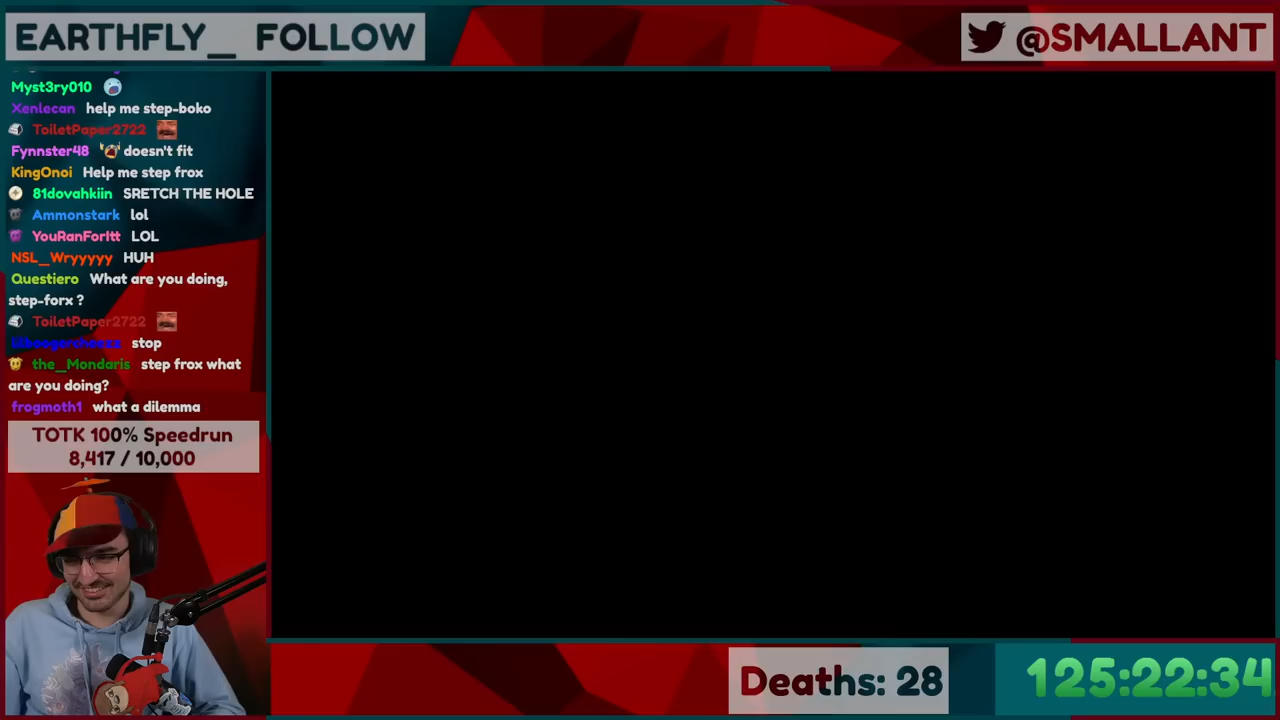 EARTHFLY_ FOLLOW
@SMALLANT
Myst3ry010
Xenlecan help me step-boko
ToiletPaper2722
Fynnster48 doesn't fit
KingOnoi Help me step frox
81dovahkiin SRETCH THE HOLE
Ammonstark lol
YouRanForItt LOL
NSL_Wryyyyy HUH
Questiero What are you doing,
step-forx ?
ToiletPaper2722
stop
the_Mondaris step frox what
are you doing?
frogmoth1 what a dilemma
TOTK 100% Speedrun
8,417 / 10,000
Deaths: 28
125:22:34